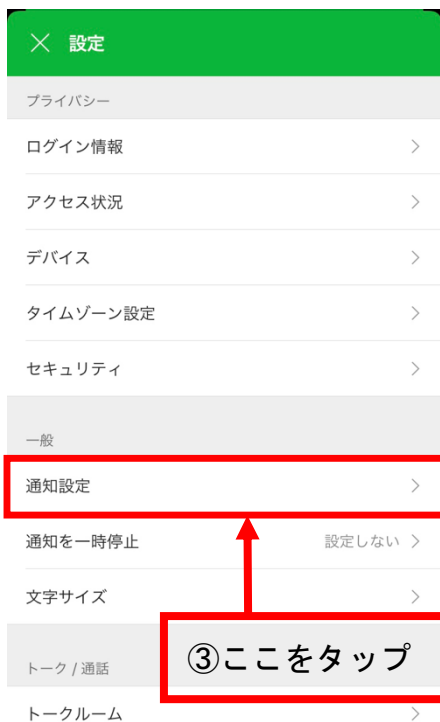 設定
プライバシー
ログイン情報
アクセス状況
デバイス
タイムゾーン設定
セキュリティ
一般
通知設定
通知を一時停止 設定しない
文字サイズ
③ここをタップ
トーク / 通話
トークルーム